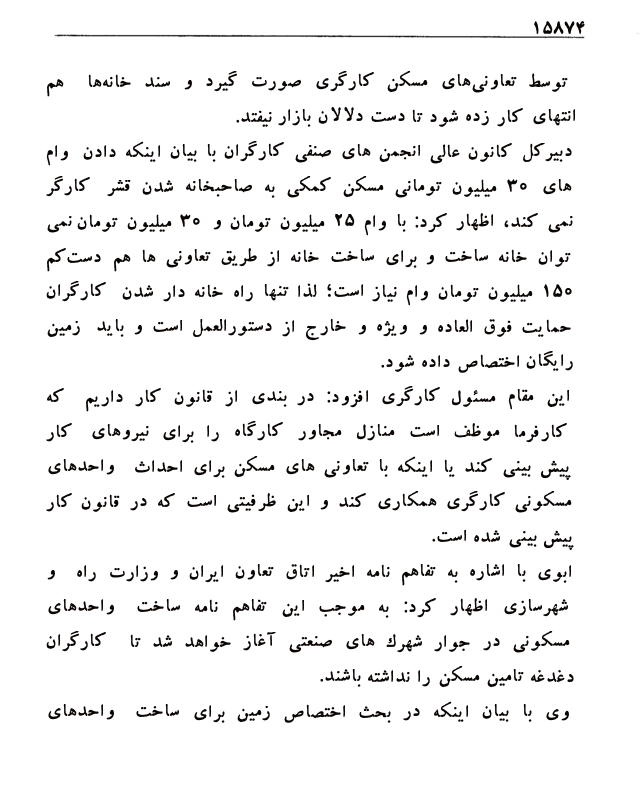 ۱۵۸۷۴
توسط تعاونی‌های مسکن کارگری صورت گیرد و سند خانه‌ها هم
انتهای کار زده شود تا دست دلالان بازار نیفتد.
دبیرکل کانون عالی انجمن های صنفی کارگران با بیان اینکه دادن وام
های ۳۰ میلیون تومانی مسکن کمکی به صاحبخانه شدن قشر کارگر
نمی کند، اظهار کرد: با وام ۲۵ میلیون تومان و ۳۰ میلیون تومان نمی
توان خانه ساخت و برای ساخت خانه از طریق تعاونی ها هم دست‌کم
۱۵۰ میلیون تومان وام نیاز است؛ لذا تنها راه خانه دار شدن کارگران
حمایت فوق العاده و ویژه و خارج از دستورالعمل است و باید زمین
رایگان اختصاص داده شود.
این مقام مسئول کارگری افزود: در بندی از قانون کار داریم که
کارفرما موظف است منازل مجاور کارگاه را برای نیروهای کار
پیش بینی کند یا اینکه با تعاونی های مسکن برای احداث واحدهای
مسکونی کارگری همکاری کند و این ظرفیتی است که در قانون کار
پیش بینی شده است.
ابوی با اشاره به تفاهم نامه اخیر اتاق تعاون ایران و وزارت راه و
شهرسازی اظهار کرد: به موجب این تفاهم نامه ساخت واحدهای
مسکونی در جوار شهرك های صنعتی آغاز خواهد شد تا کارگران
دغدغه تامین مسکن را نداشته باشند.
وی با بیان اینکه در بحث اختصاص زمین برای ساخت واحدهای